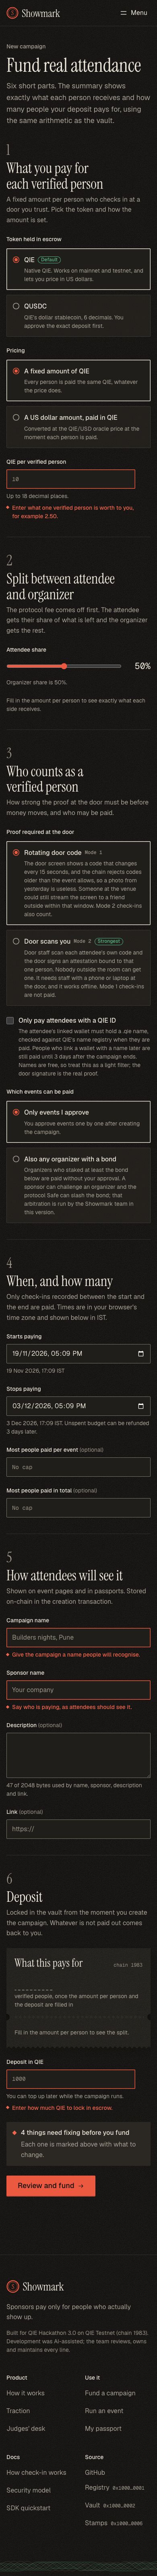 Showmark
Menu
New campaign
Fund real attendance
Six short parts. The summary shows
exactly what each person receives and how
many people your deposit pays for, using
the same arithmetic as the vault.
1
What you pay for
each verified person
A fixed amount per person who checks in at a
door you trust. Pick the token and how the
amount is set.
Token held in escrow
QIE Default
Native QIE. Works on mainnet and testnet, and
lets you price in US dollars.
QUSDC
QIE's dollar stablecoin, 6 decimals. You
approve the exact deposit first.
Pricing
A fixed amount of QIE
Every person is paid the same QIE, whatever
the price does.
A US dollar amount, paid in QIE
Converted at the QIE/USD oracle price at the
moment each person is paid.
QIE per verified person
10
Up to 18 decimal places.
Enter what one verified person is worth to you,
for example 2.50.
2
Split between attendee
and organizer
The protocol fee comes off first. The attendee
gets their share of what is left and the organizer
gets the rest.
Attendee share
50%
Organizer share is 50%.
Fill in the amount per person to see exactly what each
side receives.
3
Who counts as a
verified person
How strong the proof at the door must be before
money moves, and who may be paid.
Proof required at the door
Rotating door code Mode 1
The door screen shows a code that changes
every 15 seconds, and the chain rejects codes
older than the event allows, so a photo from
yesterday is useless. Someone at the venue
could still stream the screen to a friend
outside within that window. Mode 2 check-ins
also count.
Door scans you Mode 2 Strongest
Door staff scan each attendee's own code and
the door signs an attestation bound to that
person. Nobody outside the room can get
one. It needs staff with a phone or laptop at
the door, and it works offline. Mode 1 check-ins
are not paid.
Only pay attendees with a QIE ID
The attendee's linked wallet must hold a .qie name,
checked against QIE's name registry when they are
paid. People who link a wallet with a name later are
still paid until 3 days after the campaign ends.
Names are free, so treat this as a light filter; the
door signature is the real proof.
Which events can be paid
Only events I approve
You approve events one by one after creating
the campaign.
Also any organizer with a bond
Organizers who staked at least the bond
below are paid without your approval. A
sponsor can challenge an organizer and the
protocol Safe can slash the bond; that
arbitration is run by the Showmark team in
this version.
4
When, and how many
Only check-ins recorded between the start and
the end are paid. Times are in your browser's
time zone and shown below in IST.
Starts paying
19/11/2026, 05:09 PM
19 Nov 2026, 17:09 IST
Stops paying
03/12/2026, 05:09 PM
3 Dec 2026, 17:09 IST. Unspent budget can be refunded
3 days later.
Most people paid per event (optional)
No cap
Most people paid in total (optional)
No cap
5
How attendees will see it
Shown on event pages and in passports. Stored
on-chain in the creation transaction.
Campaign name
Builders nights, Pune
Give the campaign a name people will recognise.
Sponsor name
Your company
Say who is paying, as attendees should see it.
Description (optional)
47 of 2048 bytes used by name, sponsor, description
and link.
Link (optional)
https://
6
Deposit
Locked in the vault from the moment you create
the campaign. Whatever is not paid out comes
back to you.
What this pays for
chain 1983
verified people, once the amount per person and
the deposit are filled in
Fill in the amount per person to see the split.
Deposit in QIE
1000
You can top up later while the campaign runs.
Enter how much QIE to lock in escrow.
4 things need fixing before you fund
Each one is marked above with what to
change.
Review and fund →
Showmark
Sponsors pay only for people who actually
show up.
Built for QIE Hackathon 3.0 on QIE Testnet (chain 1983).
Development was AI-assisted; the team reviews, owns
and maintains every line.
Product
Use it
How it works
Fund a campaign
Traction
Run an event
Judges' desk
My passport
Docs
Source
How check-in works
GitHub
Security model
Registry
SDK quickstart
Vault
Stamps